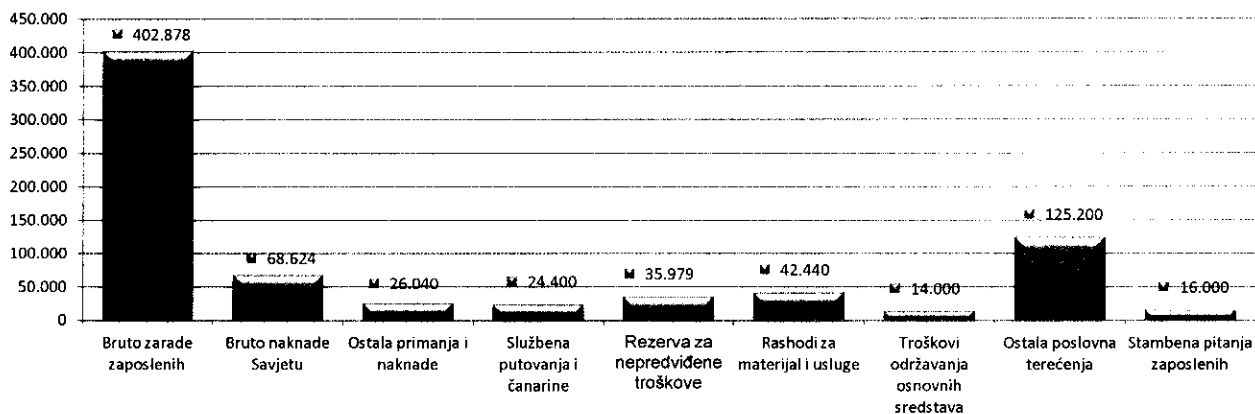 450.000
400.000
350.000
300.000
250.000
200.000
150.000
100.000
50.000
0
402.878
68.624
26.040
24.400
35.979
42.440
14.000
125.200
16.000
Bruto zarade
zaposlenih
Bruto naknade
Savjetu
Ostala primanja i
naknade
Službena
putovanja i
čanarine
Rezerva za
nepredviđene
troškove
Rashodi za
materijal i usluge
Troškovi
održavanja
osnovnih
sredstava
Ostala poslovna
terećenja
Stambena pitanja
zaposlenih